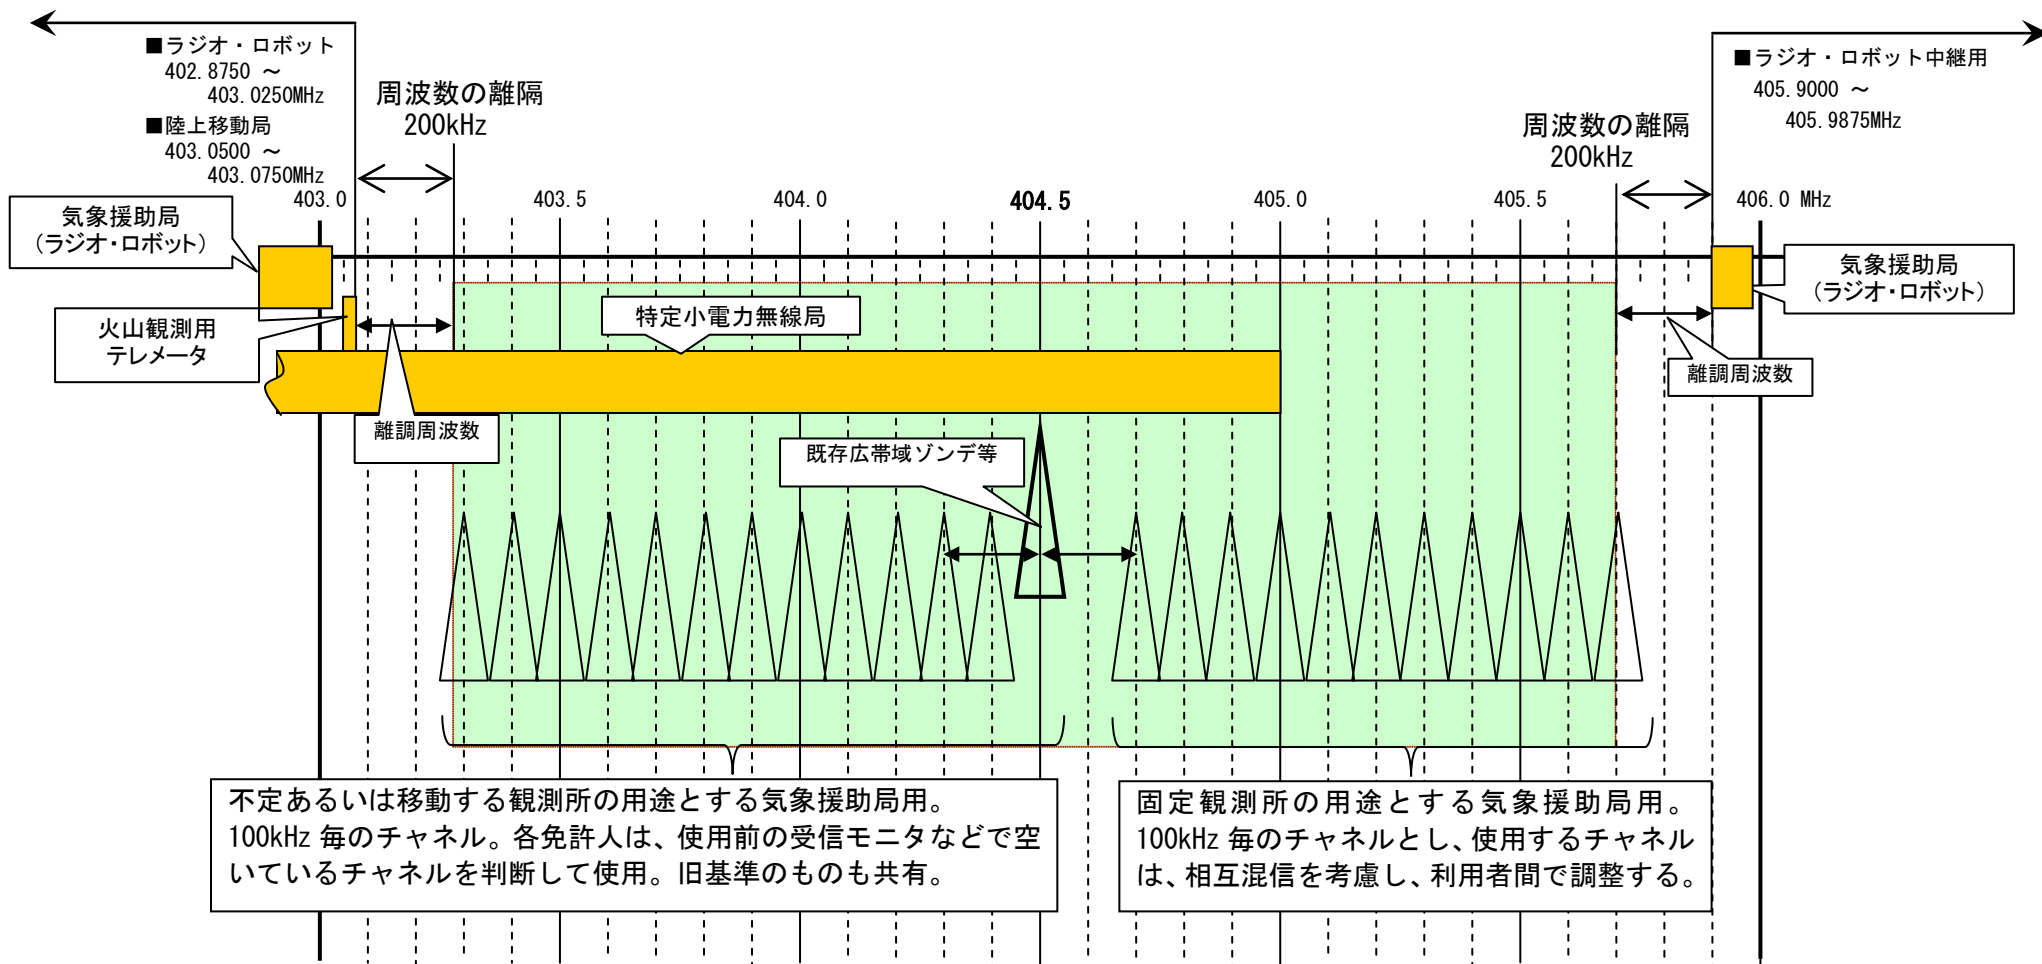 ■ラジオ・ロボット
402.8750 ～
403.0250MHz
■陸上移動局
403.0500 ～
403.0750MHz
周波数の離隔
200kHz
■ラジオ・ロボット中継用
405.9000 ～
405.9875MHz
周波数の離隔
200kHz
403.0
403.5
404.0
404.5
405.0
405.5
406.0 MHz
気象援助局
（ラジオ・ロボット）
気象援助局
（ラジオ・ロボット）
火山観測用
テレメータ
特定小電力無線局
離調周波数
離調周波数
既存広帯域ゾンデ等
不定あるいは移動する観測所の用途とする気象援助局用。
100kHz 毎のチャネル。各免許人は、使用前の受信モニタなどで空
いているチャネルを判断して使用。旧基準のものも共有。
固定観測所の用途とする気象援助局用。
100kHz 毎のチャネルとし、使用するチャネル
は、相互混信を考慮し、利用者間で調整する。